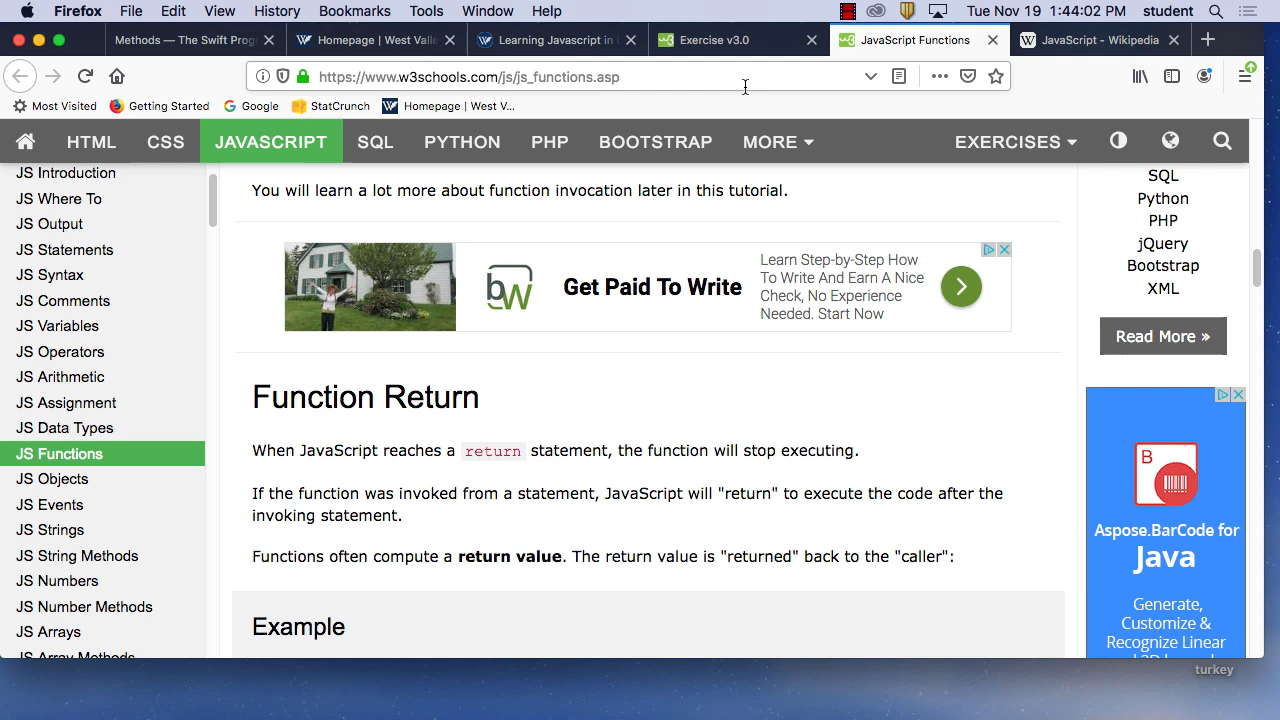 Firefox File Edit View History Bookmarks Tools Window Help Tue Nov 19 1:44:02 PM student
Methods — The Swift Prog Homepage | West Valle Learning Javascript in Exercise v3.0 JavaScript Functions JavaScript - Wikipedia
https://www.w3schools.com/js/js_functions.asp
Most Visited Getting Started Google StatCrunch Homepage | West V...
HTML CSS JAVASCRIPT SQL PYTHON PHP BOOTSTRAP MORE EXERCISES
JS Introduction
JS Where To
JS Output
JS Statements
JS Syntax
JS Comments
JS Variables
JS Operators
JS Arithmetic
JS Assignment
JS Data Types
JS Functions
JS Objects
JS Events
JS Strings
JS String Methods
JS Numbers
JS Number Methods
JS Arrays
JS Array Methods
You will learn a lot more about function invocation later in this tutorial.
bW
Get Paid To Write
Learn Step-by-Step How
To Write And Earn A Nice
Check, No Experience
Needed. Start Now
Function Return
When JavaScript reaches a return statement, the function will stop executing.
If the function was invoked from a statement, JavaScript will "return" to execute the code after the
invoking statement.
Functions often compute a return value. The return value is "returned" back to the "caller":
Example
SQL
Python
PHP
jQuery
Bootstrap
XML
Read More »
B
Aspose.BarCode for
Java
Generate,
Customize &
Recognize Linear
turkey